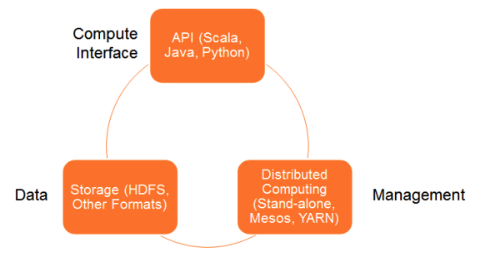 Compute
Interface
API (Scala,
Java, Python)
Data
Storage (HDFS,
Other Formats)
Distributed
Computing
(Stand-alone,
Mesos, YARN)
Management